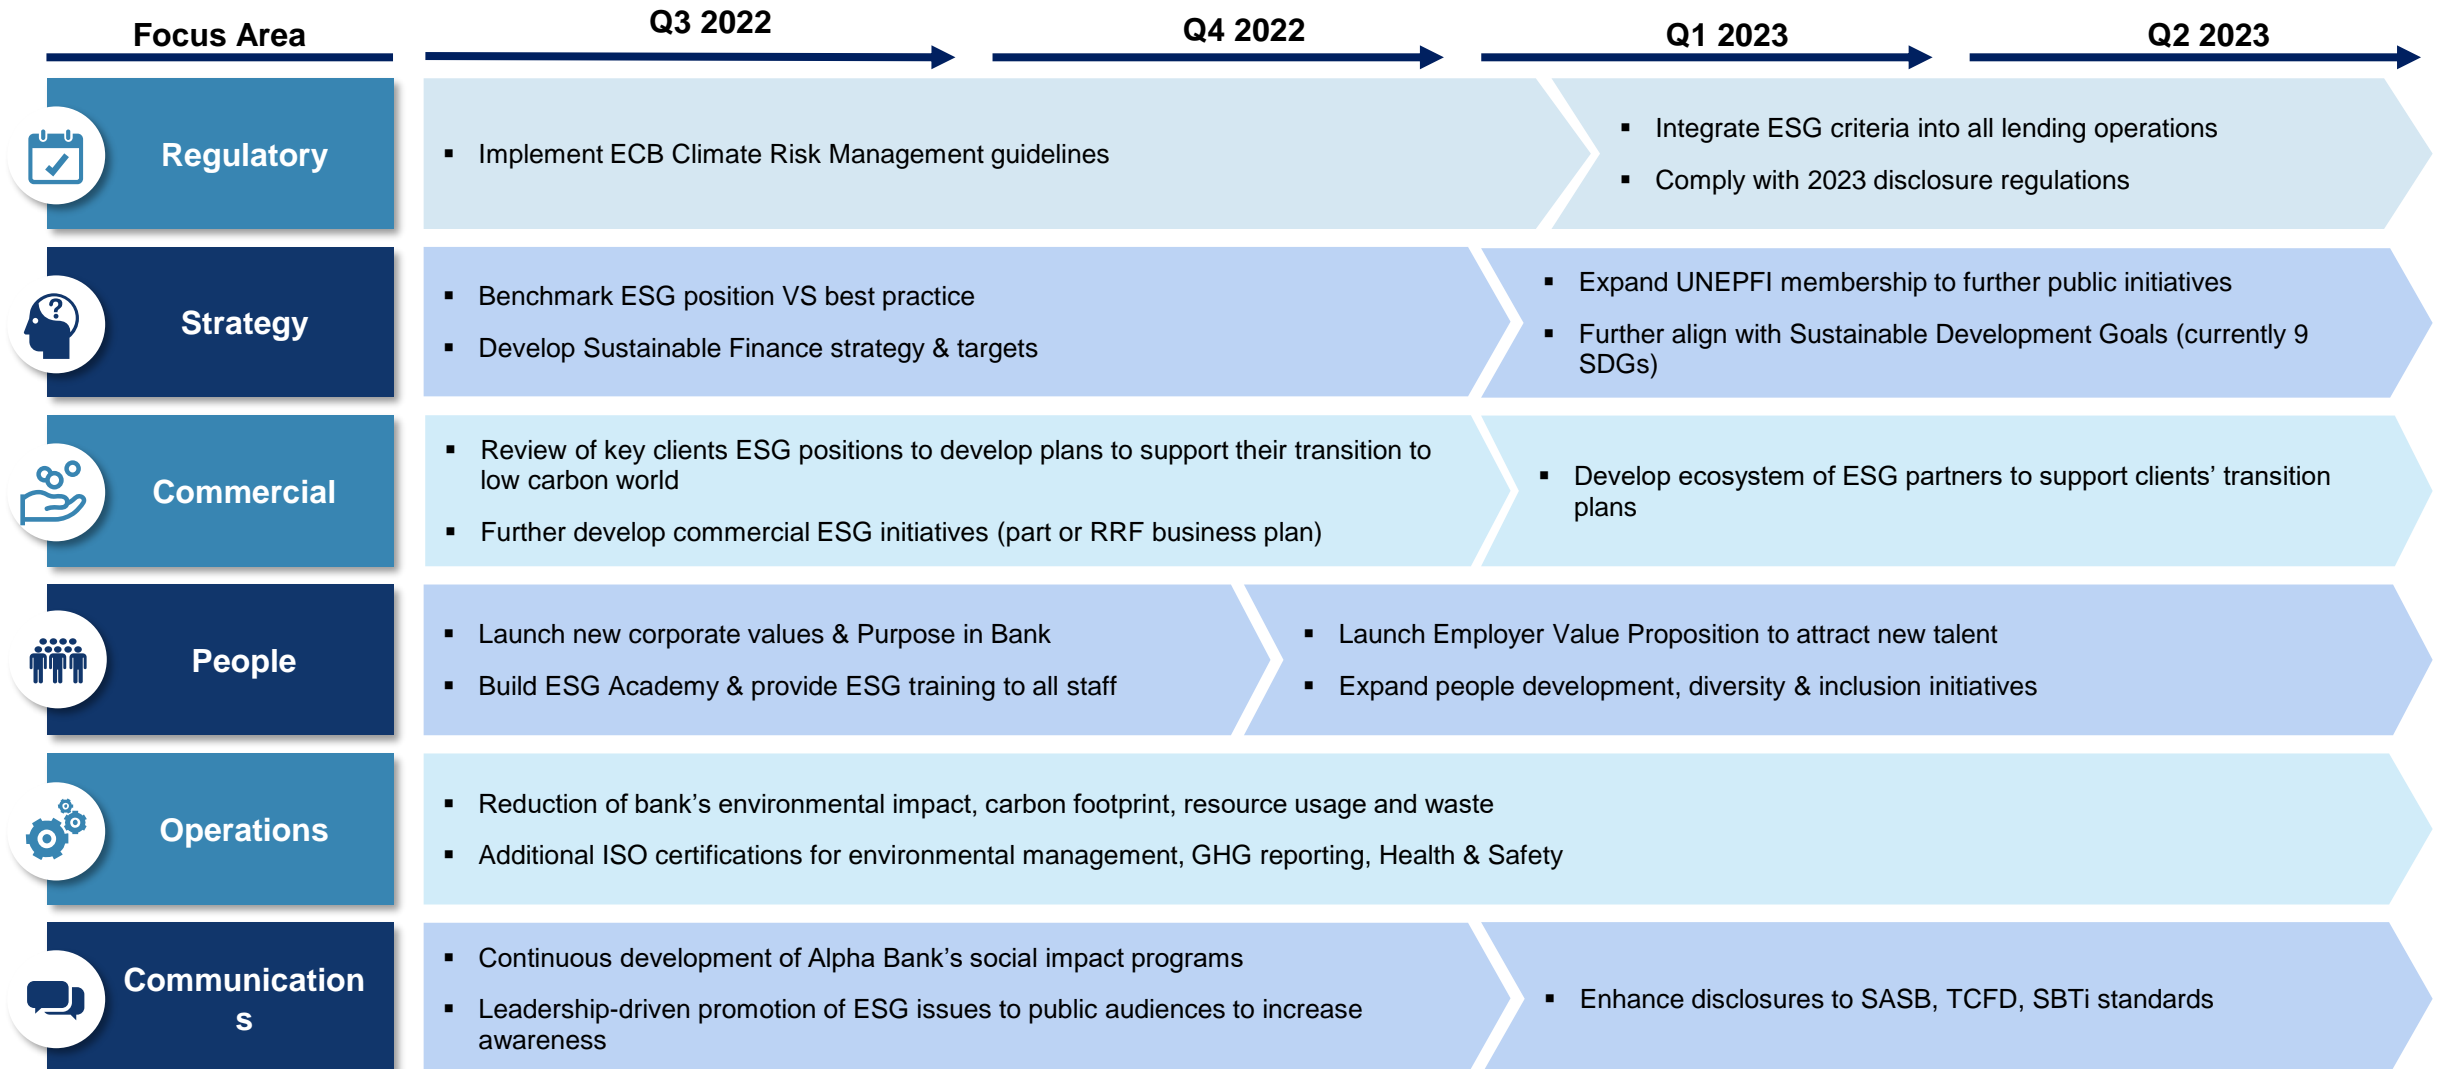 Focus Area
Q3 2022
Q4 2022
Q1 2023
Q2 2023
Regulatory
▪ Implement ECB Climate Risk Management guidelines
▪ Integrate ESG criteria into all lending operations
▪ Comply with 2023 disclosure regulations
Strategy
▪ Benchmark ESG position VS best practice
▪ Develop Sustainable Finance strategy & targets
▪ Expand UNEPFI membership to further public initiatives
▪ Further align with Sustainable Development Goals (currently 9
SDGs)
Commercial
▪ Review of key clients ESG positions to develop plans to support their transition to
low carbon world
▪ Further develop commercial ESG initiatives (part or RRF business plan)
▪ Develop ecosystem of ESG partners to support clients’ transition
plans
People
▪ Launch new corporate values & Purpose in Bank
▪ Build ESG Academy & provide ESG training to all staff
▪ Launch Employer Value Proposition to attract new talent
▪ Expand people development, diversity & inclusion initiatives
Operations
▪ Reduction of bank’s environmental impact, carbon footprint, resource usage and waste
▪ Additional ISO certifications for environmental management, GHG reporting, Health & Safety
Communication
s
▪ Continuous development of Alpha Bank’s social impact programs
▪ Leadership-driven promotion of ESG issues to public audiences to increase
awareness
▪ Enhance disclosures to SASB, TCFD, SBTi standards